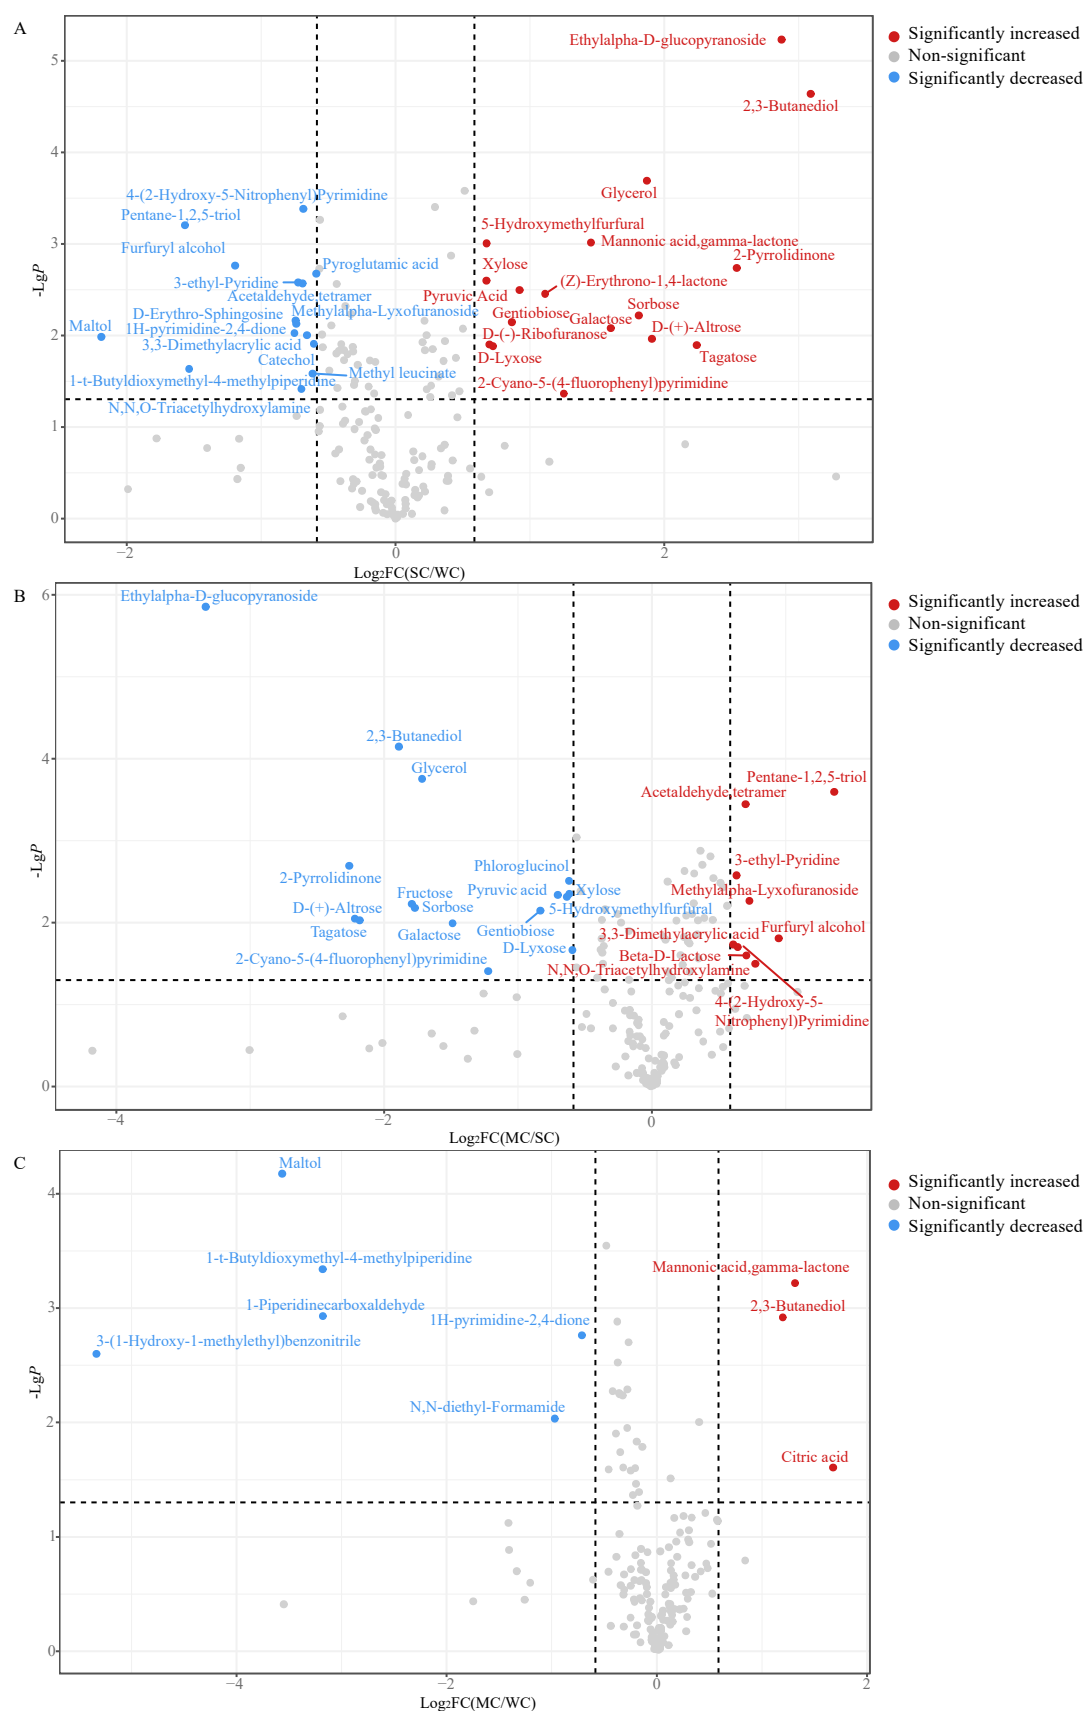 A
Ethylalpha-D-glucopyranoside
Significantly increased
Non-significant
Significantly decreased
2,3-Butanediol
Glycerol
4-(2-Hydroxy-5-Nitrophenyl)Pyrimidine
Pentane-1,2,5-triol
5-Hydroxymethylfurfural
Mannonic acid,gamma-lactone
Furfuryl alcohol
2-Pyrrolidinone
Pyroglutamic acid
Xylose
3-ethyl-Pyridine
(Z)-Erythrono-1,4-lactone
Acetaldehyde tetramer
Pyruvic Acid
Sorbose
D-Erythro-Sphingosine
Methylalpha-Lyxofuranoside
Gentiobiose
Galactose
Maltol
1H-pyrimidine-2,4-dione
D-(-)-Ribofuranose
D-(+)-Altrose
3,3-Dimethylacrylic acid
Catechol
D-Lyxose
Tagatose
1-t-Butyldioxymethyl-4-methylpiperidine
Methyl leucinate
2-Cyano-5-(4-fluorophenyl)pyrimidine
N,N,O-Triacetylhydroxylamine
5
4
3
2
1
0
-LgP
−2
0
2
Log2FC(SC/WC)
B
Ethylalpha-D-glucopyranoside
Significantly increased
Non-significant
Significantly decreased
2,3-Butanediol
Glycerol
Pentane-1,2,5-triol
Acetaldehyde tetramer
Phloroglucinol
3-ethyl-Pyridine
2-Pyrrolidinone
Pyruvic acid
Xylose
Methylalpha-Lyxofuranoside
Fructose
D-(+)-Altrose
Sorbose
5-Hydroxymethylfurfural
Tagatose
Galactose
Gentiobiose
3,3-Dimethylacrylic acid
Furfuryl alcohol
D-Lyxose
Beta-D-Lactose
2-Cyano-5-(4-fluorophenyl)pyrimidine
N,N,O-Triacetylhydroxylamine
4-(2-Hydroxy-5-
Nitrophenyl)Pyrimidine
6
4
2
0
-LgP
−4
−2
0
Log2FC(MC/SC)
C
Maltol
Significantly increased
Non-significant
Significantly decreased
1-t-Butyldioxymethyl-4-methylpiperidine
Mannonic acid,gamma-lactone
1-Piperidinecarboxaldehyde
2,3-Butanediol
1H-pyrimidine-2,4-dione
3-(1-Hydroxy-1-methylethyl)benzonitrile
N,N-diethyl-Formamide
Citric acid
4
3
2
1
0
-LgP
−4
−2
0
2
Log2FC(MC/WC)